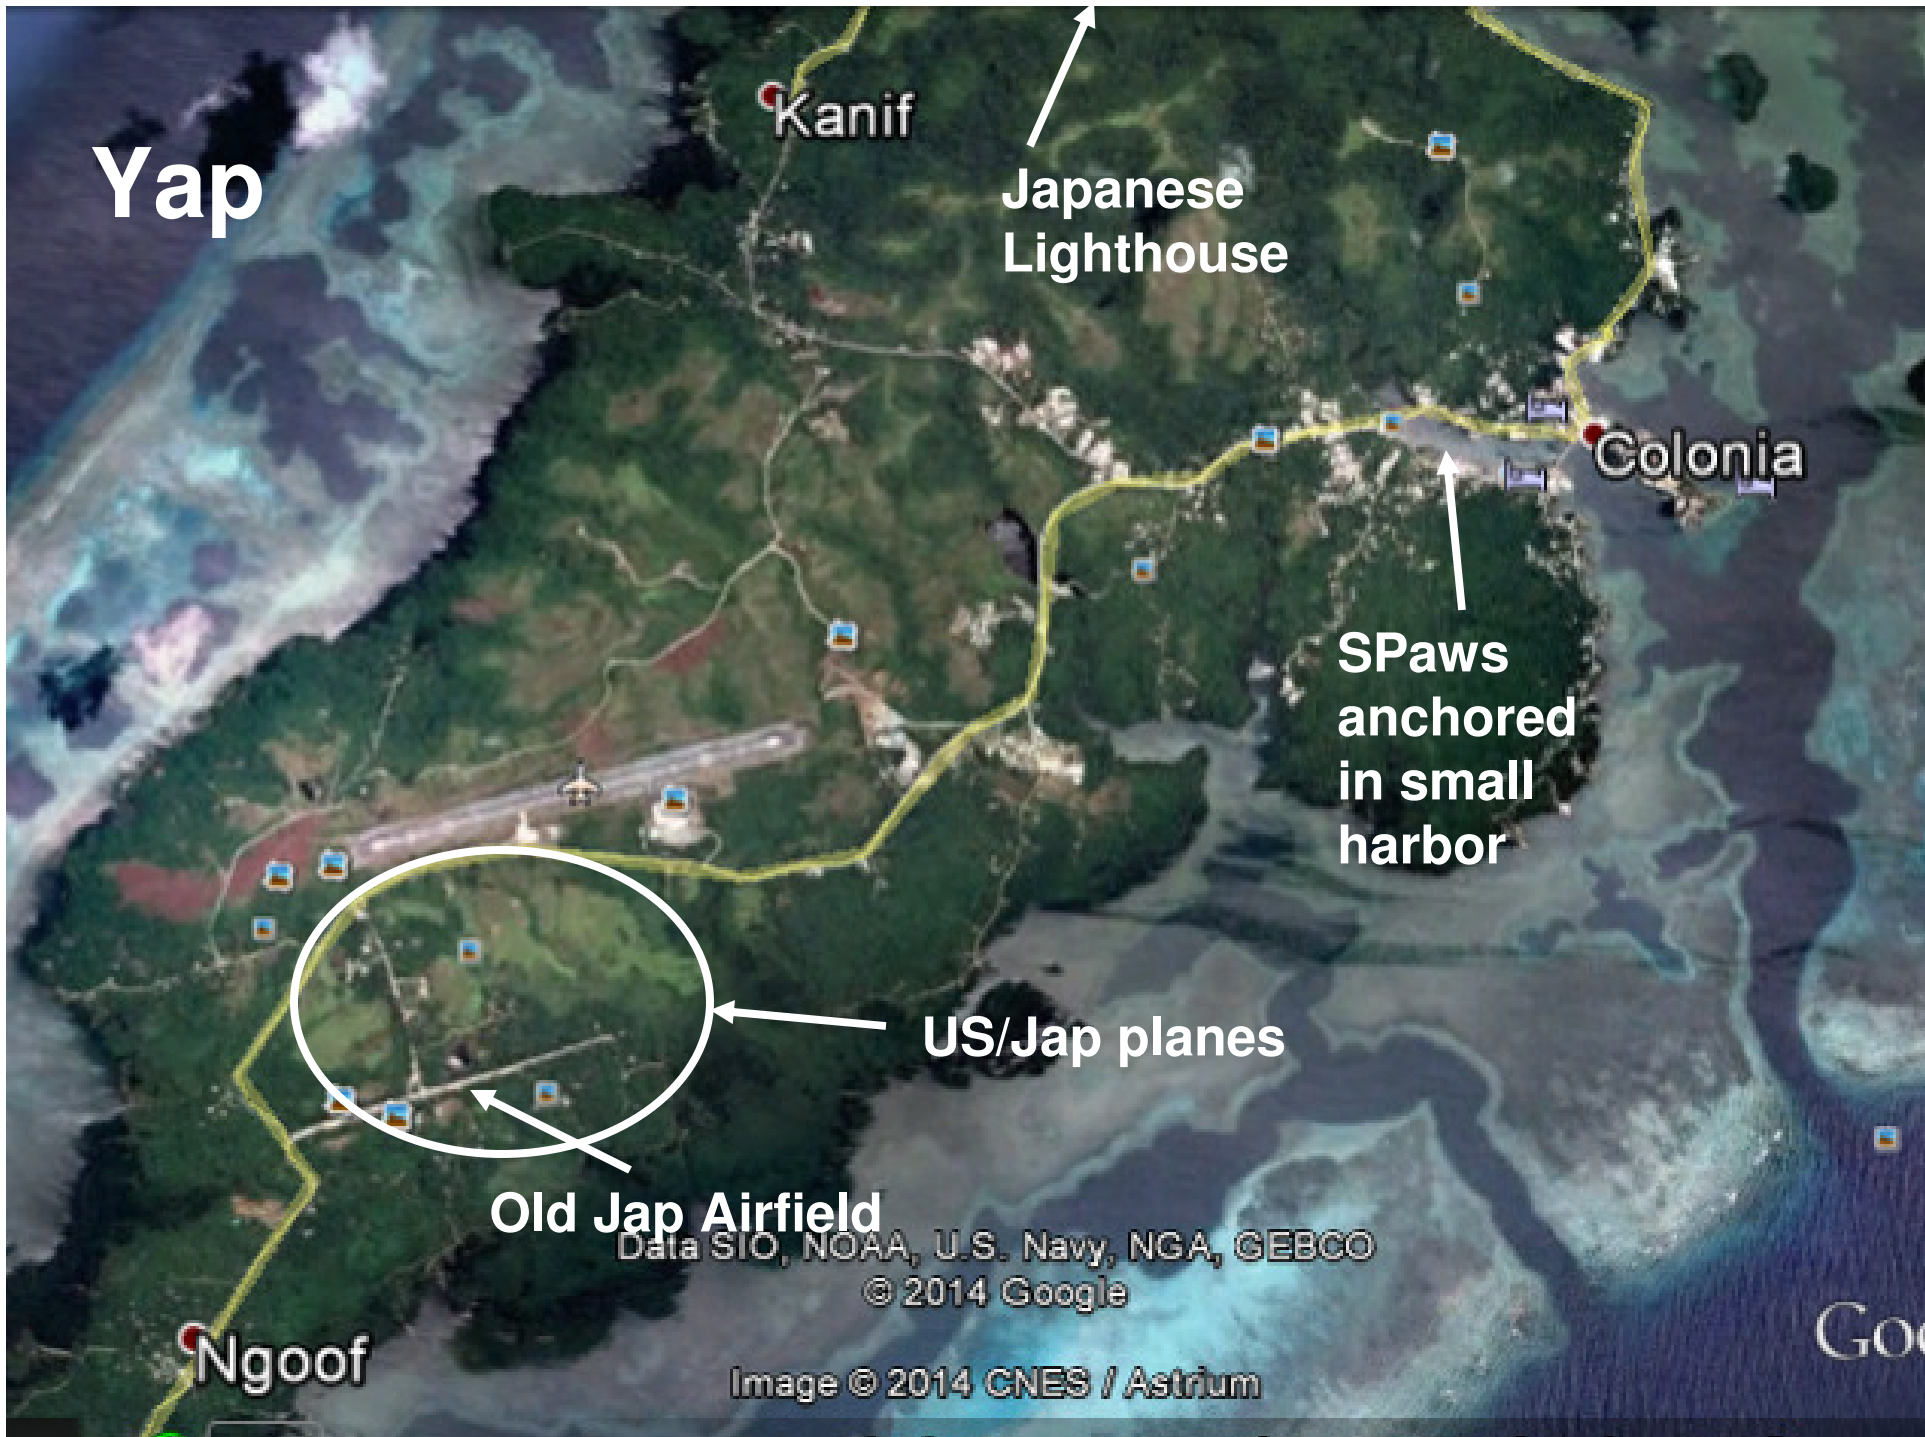 Kanif
Yap
Japanese
Lighthouse
Colonia
SPaws
anchored
in small
harbor
US/Jap planes
Old Jap Airfield
Data SIO, NOAA, U.S. Navy, NGA, GEBCO
© 2014 Google
Goo
Ngoof
Image © 2014 CNES / Astrium